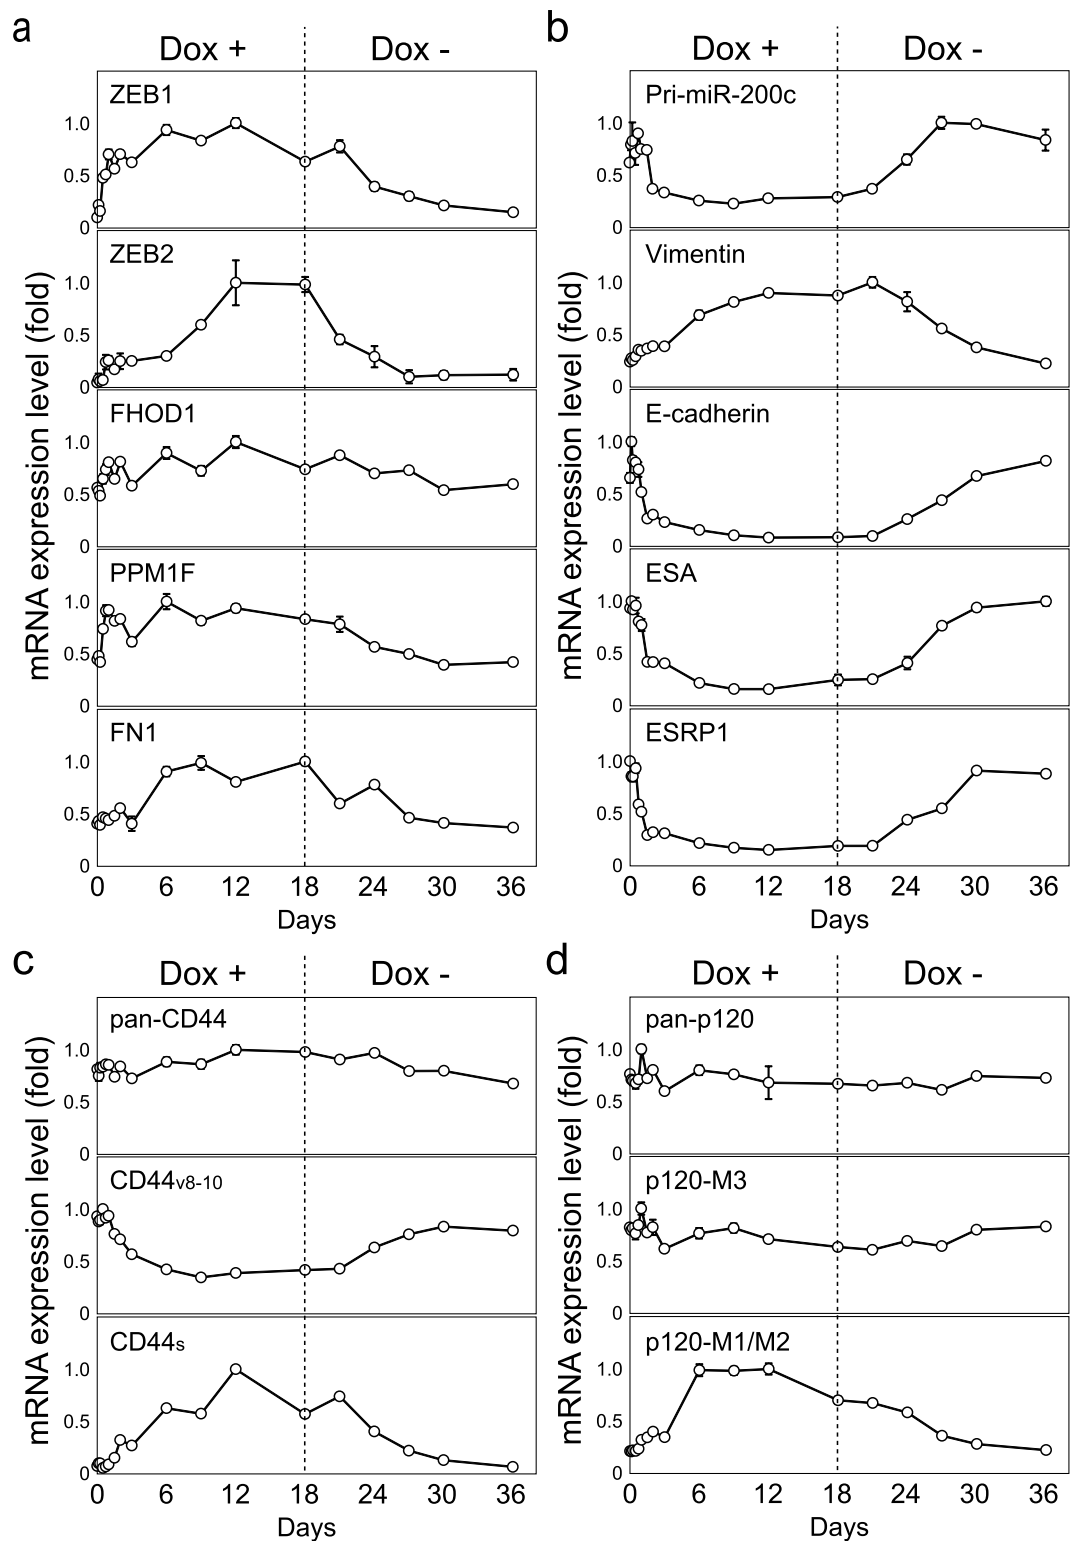 a
Dox +
Dox -
mRNA expression level (fold)
ZEB1
1.0
0.5
0
ZEB2
1.0
0.5
0
FHOD1
1.0
0.5
0
PPM1F
1.0
0.5
0
FN1
1.0
0.5
0
0 6 12 18 24 30 36
Days
b
Dox +
Dox -
mRNA expression level (fold)
Pri-miR-200c
1.0
0.5
0
Vimentin
1.0
0.5
0
E-cadherin
1.0
0.5
0
ESA
1.0
0.5
0
ESRP1
1.0
0.5
0
0 6 12 18 24 30 36
Days
c
Dox +
Dox -
mRNA expression level (fold)
pan-CD44
1.0
0.5
0
CD44v8-10
1.0
0.5
0
CD44s
1.0
0.5
0
0 6 12 18 24 30 36
Days
d
Dox +
Dox -
mRNA expression level (fold)
pan-p120
1.0
0.5
0
p120-M3
1.0
0.5
0
p120-M1/M2
1.0
0.5
0
0 6 12 18 24 30 36
Days